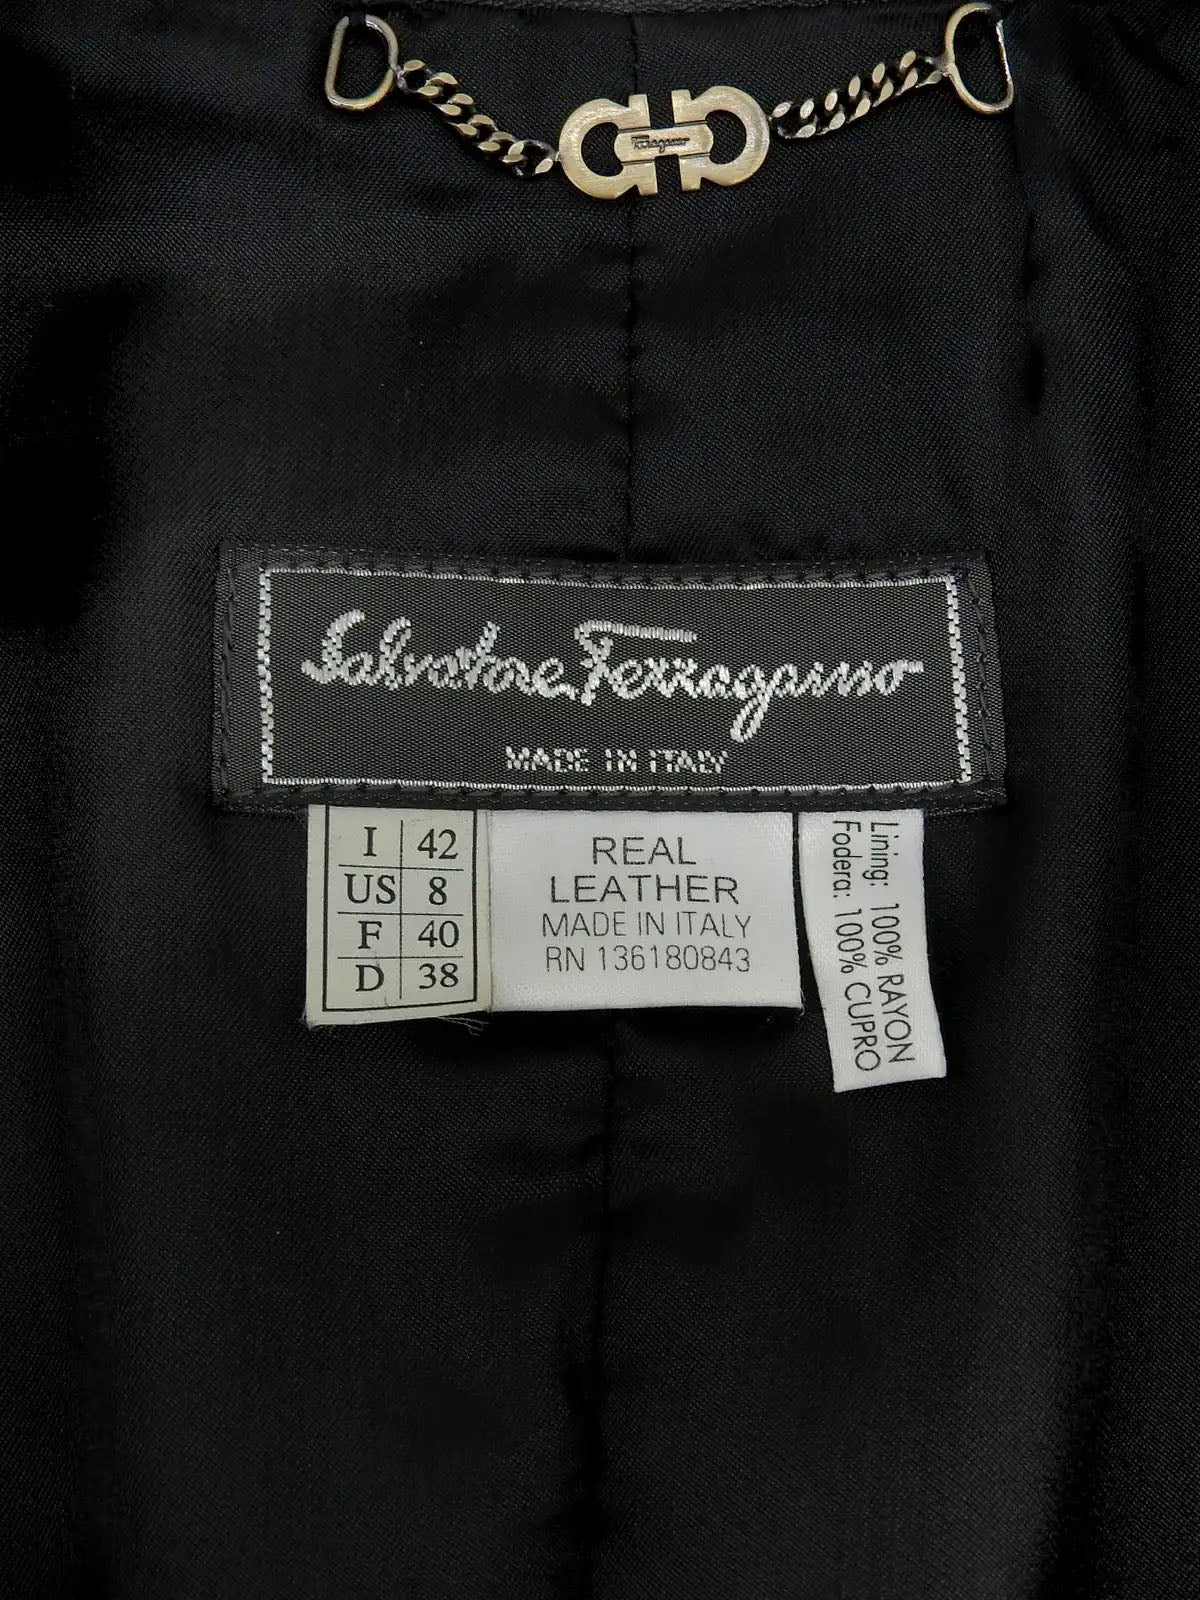 Ferragamo
Salvatore Ferragamo
MADE IN ITALY
I 42
US 8
F 40
D 38
REAL
LEATHER
MADE IN ITALY
RN 136180843
Lining: 100% RAYON
Fodera: 100% CUPRO